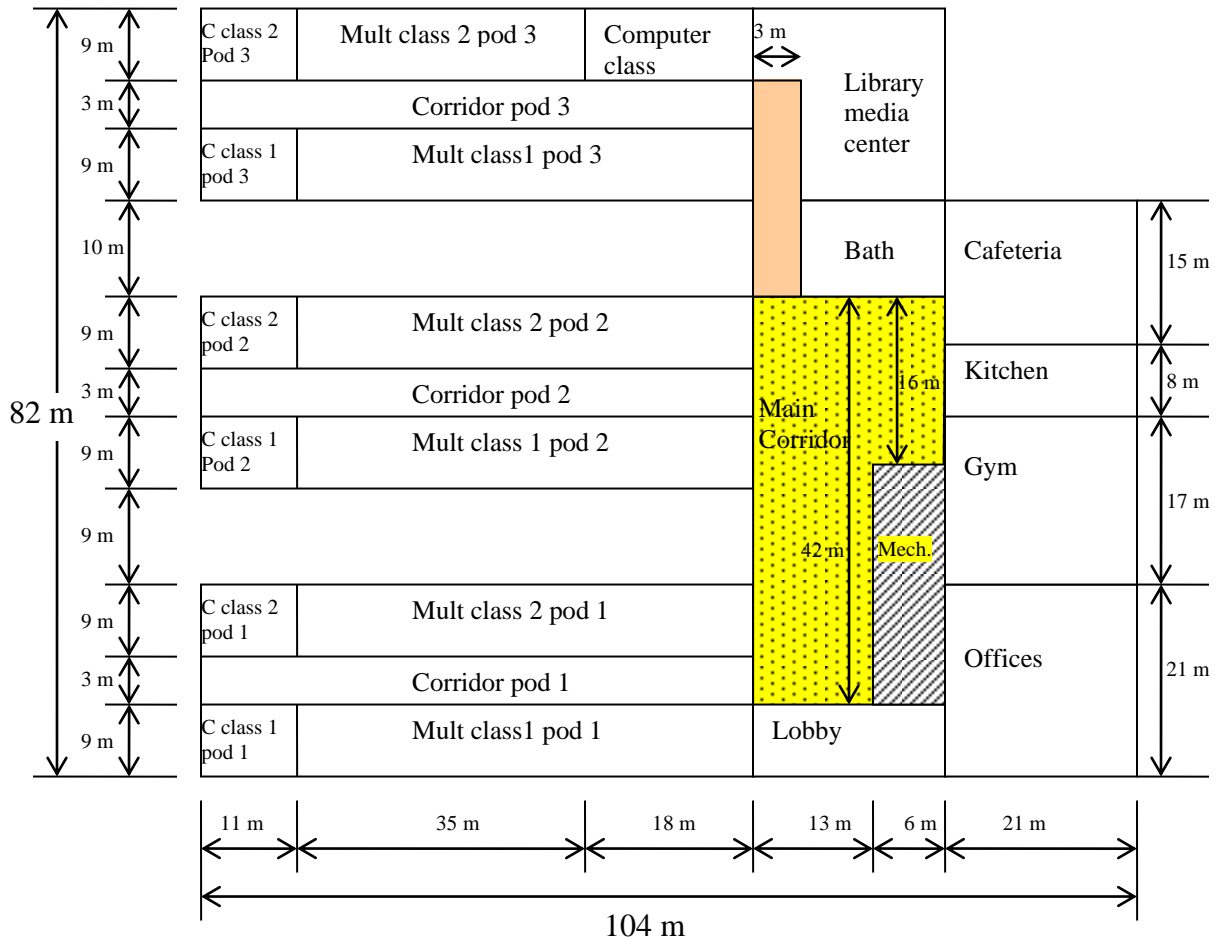 C class 2
Pod 3
Mult class 2 pod 3
Computer
class
3 m
Library
media
center
9 m
3 m
Corridor pod 3
9 m
C class 1
pod 3
Mult class1 pod 3
10 m
Bath
Cafeteria
15 m
9 m
C class 2
pod 2
Mult class 2 pod 2
16 m
Kitchen
8 m
3 m
Corridor pod 2
82 m
Main
Corridor
9 m
C class 1
Pod 2
Mult class 1 pod 2
Gym
17 m
9 m
42 m
Mech.
9 m
C class 2
pod 1
Mult class 2 pod 1
Offices
21 m
3 m
Corridor pod 1
9 m
C class 1
pod 1
Mult class1 pod 1
Lobby
11 m
35 m
18 m
13 m
6 m
21 m
104 m